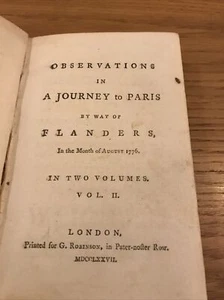 OBSERVATIONS
IN
A JOURNEY to PARIS
BY WAY OF
FLANDERS,
In the Month of AUGUST 1776.
IN TWO VOLUMES.
VOL. II.
LONDON,
Printed for G. ROBINSON, in Pater-noster Row.
MDCCLXXVII.